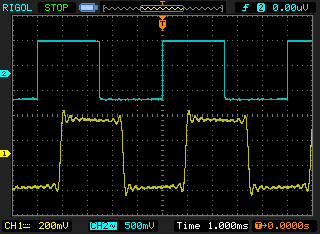 RIGOL STOP T 2 0.00uV
T
2
1
CH1 200mV CH2 500mV Time 1.000ms T→0.0000s